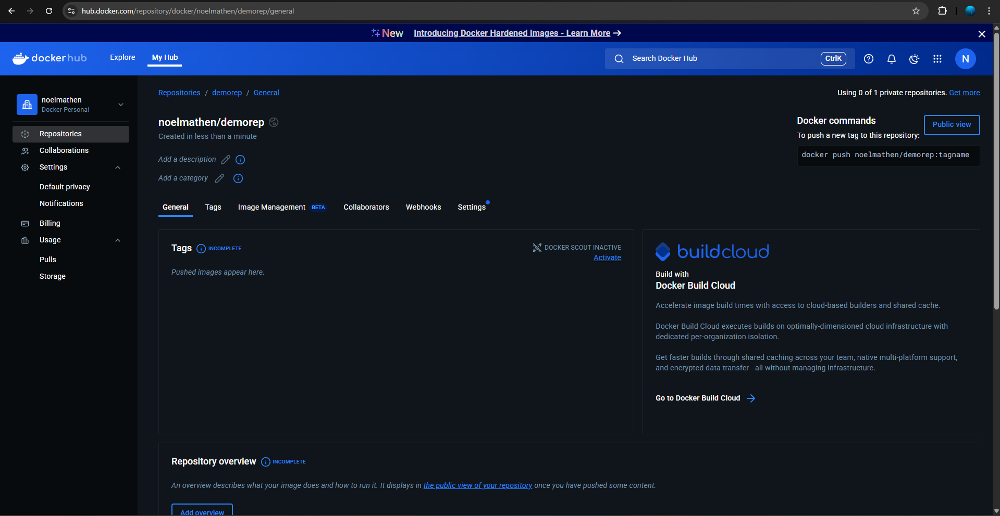 hub.docker.com/repository/docker/noelmathen/demorep/general
New Introducing Docker Hardened Images - Learn More
dockerhub
Explore
My Hub
Search Docker Hub
CtrlK
N
noelmathen
Docker Personal
Repositories
Collaborations
Settings
Default privacy
Notifications
Billing
Usage
Pulls
Storage
Repositories / demorep / General
Using 0 of 1 private repositories. Get more
noelmathen/demorep
Created in less than a minute
Add a description
Add a category
Docker commands
Public view
To push a new tag to this repository:
docker push noelmathen/demorep:tagname
General
Tags
Image Management BETA
Collaborators
Webhooks
Settings
Tags INCOMPLETE
DOCKER SCOUT INACTIVE
Activate
Pushed images appear here.
buildcloud
Build with
Docker Build Cloud
Accelerate image build times with access to cloud-based builders and shared cache.
Docker Build Cloud executes builds on optimally-dimensioned cloud infrastructure with
dedicated per-organization isolation.
Get faster builds through shared caching across your team, native multi-platform support,
and encrypted data transfer - all without managing infrastructure.
Go to Docker Build Cloud
Repository overview INCOMPLETE
An overview describes what your image does and how to run it. It displays in the public view of your repository once you have pushed some content.
Add overview